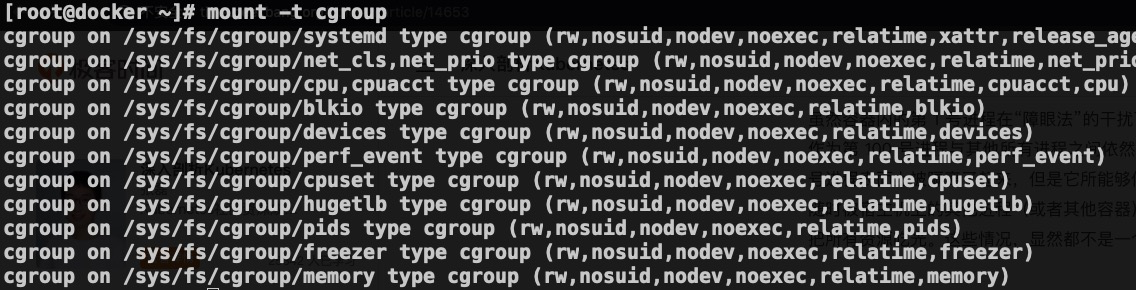 [root@docker ~]# mount -t cgroup
cgroup on /sys/fs/cgroup/systemd type cgroup (rw,nosuid,nodev,noexec,relatime,xattr,release_age
cgroup on /sys/fs/cgroup/net_cls,net_prio type cgroup (rw,nosuid,nodev,noexec,relatime,net_prio
cgroup on /sys/fs/cgroup/cpu,cpuacct type cgroup (rw,nosuid,nodev,noexec,relatime,cpuacct,cpu)
cgroup on /sys/fs/cgroup/blkio type cgroup (rw,nosuid,nodev,noexec,relatime,blkio)
cgroup on /sys/fs/cgroup/devices type cgroup (rw,nosuid,nodev,noexec,relatime,devices)
cgroup on /sys/fs/cgroup/perf_event type cgroup (rw,nosuid,nodev,noexec,relatime,perf_event)
cgroup on /sys/fs/cgroup/cpuset type cgroup (rw,nosuid,nodev,noexec,relatime,cpuset)
cgroup on /sys/fs/cgroup/hugetlb type cgroup (rw,nosuid,nodev,noexec,relatime,hugetlb)
cgroup on /sys/fs/cgroup/pids type cgroup (rw,nosuid,nodev,noexec,relatime,pids)
cgroup on /sys/fs/cgroup/freezer type cgroup (rw,nosuid,nodev,noexec,relatime,freezer)
cgroup on /sys/fs/cgroup/memory type cgroup (rw,nosuid,nodev,noexec,relatime,memory)